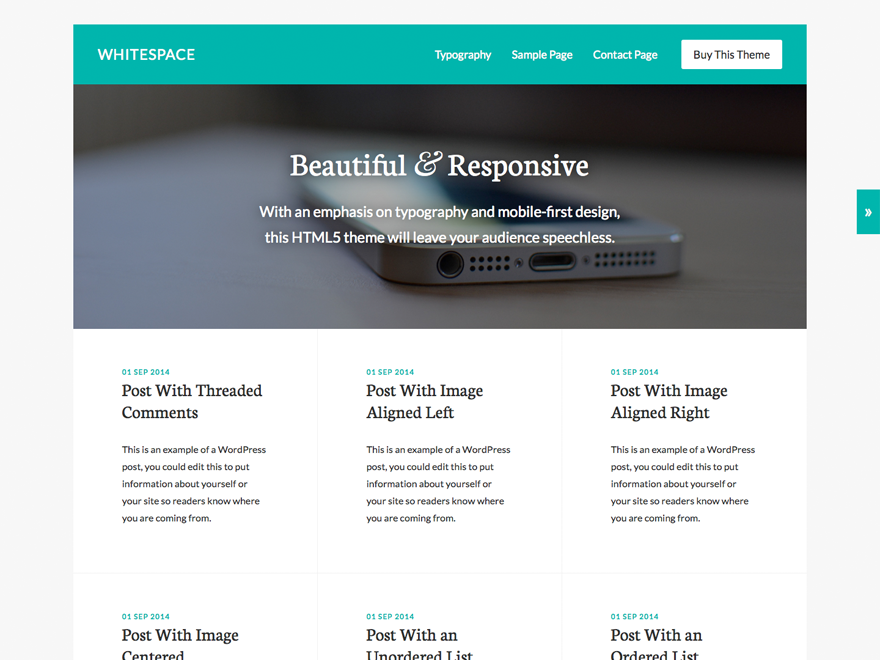 WHITESPACE
Typography
Sample Page
Contact Page
Buy This Theme
Beautiful & Responsive
With an emphasis on typography and mobile-first design,
this HTML5 theme will leave your audience speechless.
»
01 SEP 2014
Post With Threaded
Comments
This is an example of a WordPress
post, you could edit this to put
information about yourself or
your site so readers know where
you are coming from.
01 SEP 2014
Post With Image
Aligned Left
This is an example of a WordPress
post, you could edit this to put
information about yourself or
your site so readers know where
you are coming from.
01 SEP 2014
Post With Image
Aligned Right
This is an example of a WordPress
post, you could edit this to put
information about yourself or
your site so readers know where
you are coming from.
01 SEP 2014
Post With Image
Centered
01 SEP 2014
Post With an
Unordered List
01 SEP 2014
Post With an
Ordered List